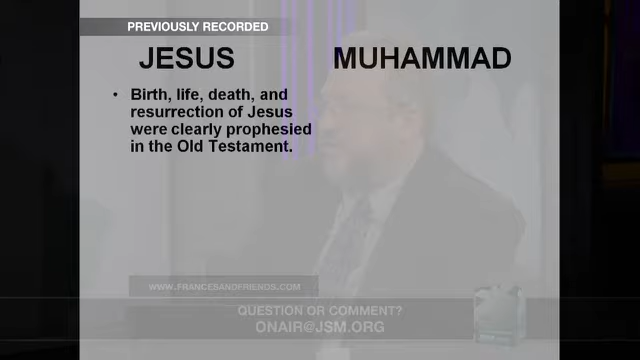 PREVIOUSLY RECORDED
JESUS
MUHAMMAD
• Birth, life, death, and
resurrection of Jesus
were clearly prophesied
in the Old Testament.
WWW.FRANCESANDFRIENDS.COM
QUESTION OR COMMENT?
ONAIR@JSM.ORG